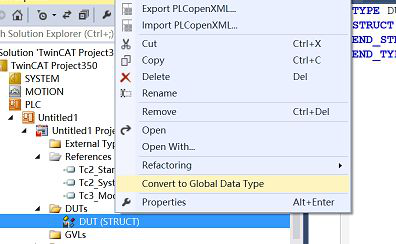 Export PLCopenXML...
Import PLCopenXML...
Cut Ctrl+X
Copy Ctrl+C
Delete Del
Rename
Remove Ctrl+Del
Open
Open With...
Refactoring
Convert to Global Data Type
Properties Alt+Enter
h Solution Explorer (Ctrl+;)
Solution 'TwinCAT Project3
TwinCAT Project350
SYSTEM
MOTION
PLC
Untitled1
Untitled1 Proje
External Typ
References
Tc2_Stan
Tc2_Syst
Tc3_Mod
DUTs
DUT (STRUCT)
GVLs
TYPE DU
STRUCT
END_ST
END_TY